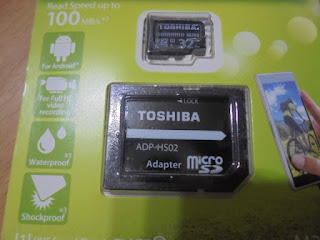 Read Speed up to
100 MB/s
For Android™
For Full HD
video
recording
Waterproof
Shockproof
TOSHIBA
32
LOCK
TOSHIBA
ADP-HS02
Adapter
micro
SD